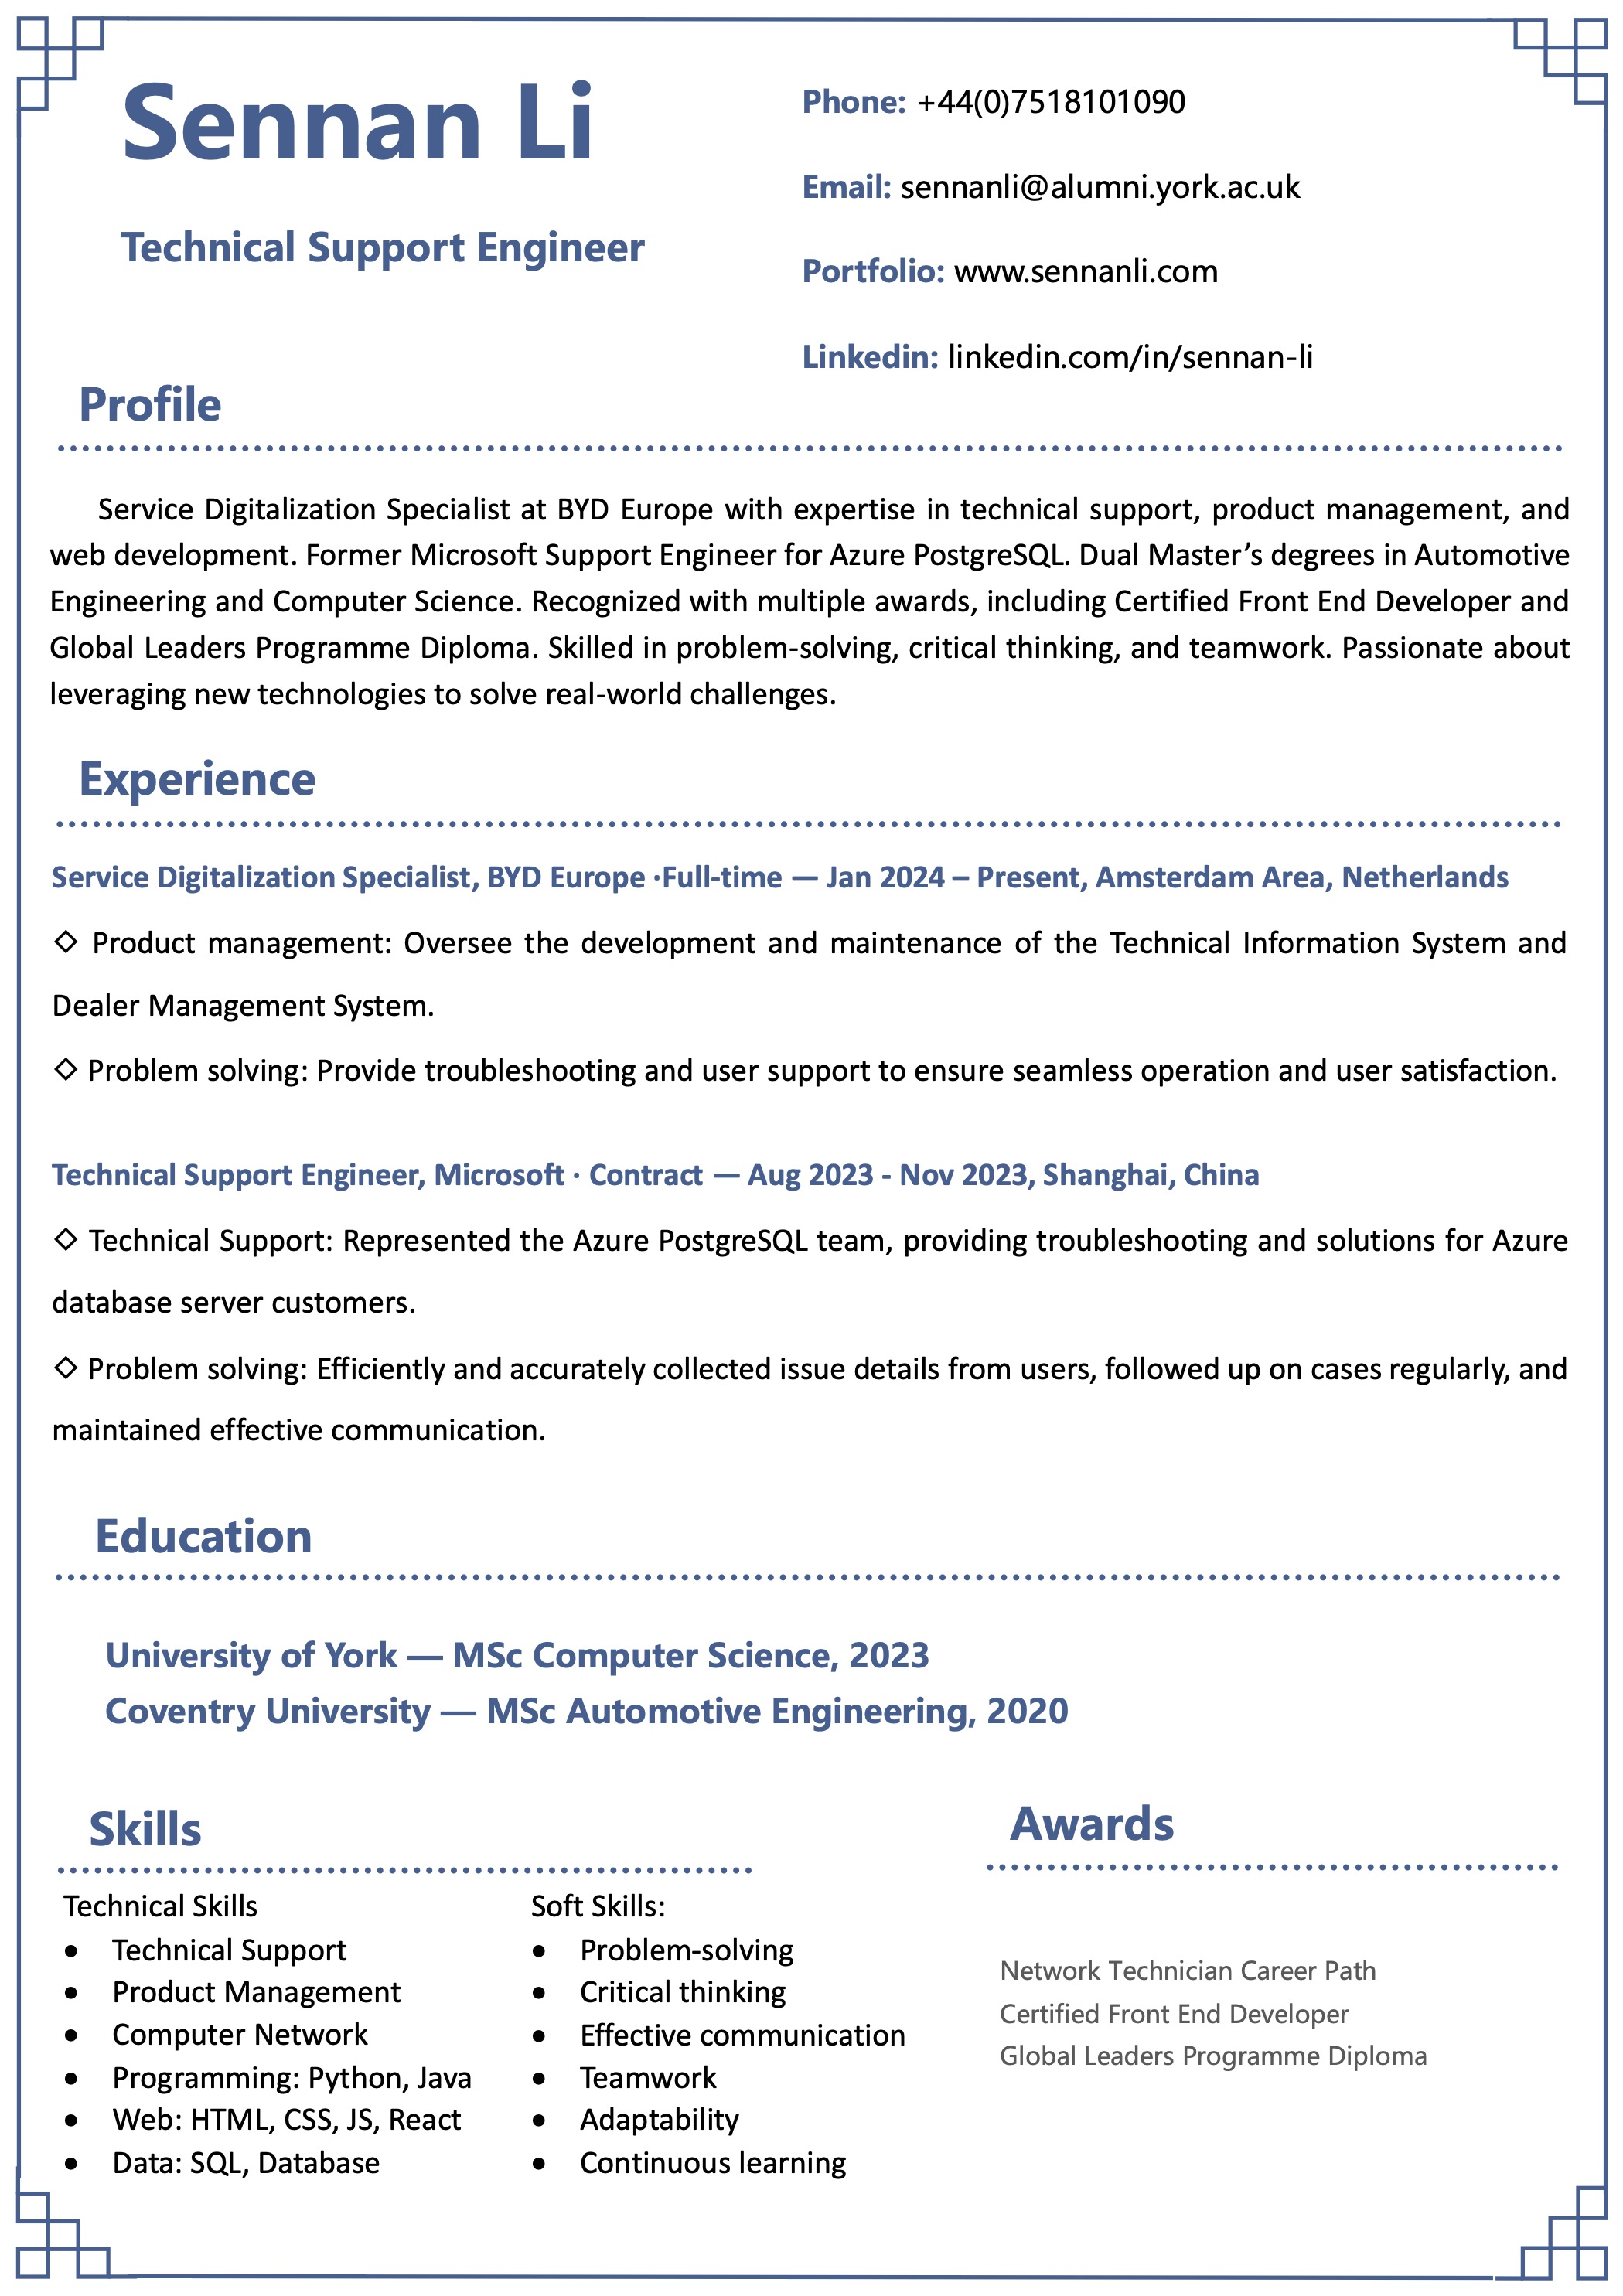 Sennan Li
Technical Support Engineer
Phone: +44(0)7518101090
Email: sennanli@alumni.york.ac.uk
Portfolio: www.sennanli.com
Linkedin: linkedin.com/in/sennan-li
Profile
Service Digitalization Specialist at BYD Europe with expertise in technical support, product management, and
web development. Former Microsoft Support Engineer for Azure PostgreSQL. Dual Master’s degrees in Automotive
Engineering and Computer Science. Recognized with multiple awards, including Certified Front End Developer and
Global Leaders Programme Diploma. Skilled in problem-solving, critical thinking, and teamwork. Passionate about
leveraging new technologies to solve real-world challenges.
Experience
Service Digitalization Specialist, BYD Europe ·Full-time — Jan 2024 – Present, Amsterdam Area, Netherlands
◇ Product management: Oversee the development and maintenance of the Technical Information System and
Dealer Management System.
◇ Problem solving: Provide troubleshooting and user support to ensure seamless operation and user satisfaction.
Technical Support Engineer, Microsoft · Contract — Aug 2023 - Nov 2023, Shanghai, China
◇ Technical Support: Represented the Azure PostgreSQL team, providing troubleshooting and solutions for Azure
database server customers.
◇ Problem solving: Efficiently and accurately collected issue details from users, followed up on cases regularly, and
maintained effective communication.
Education
University of York — MSc Computer Science, 2023
Coventry University — MSc Automotive Engineering, 2020
Skills
Technical Skills
• Technical Support
• Product Management
• Computer Network
• Programming: Python, Java
• Web: HTML, CSS, JS, React
• Data: SQL, Database
Soft Skills:
• Problem-solving
• Critical thinking
• Effective communication
• Teamwork
• Adaptability
• Continuous learning
Awards
Network Technician Career Path
Certified Front End Developer
Global Leaders Programme Diploma